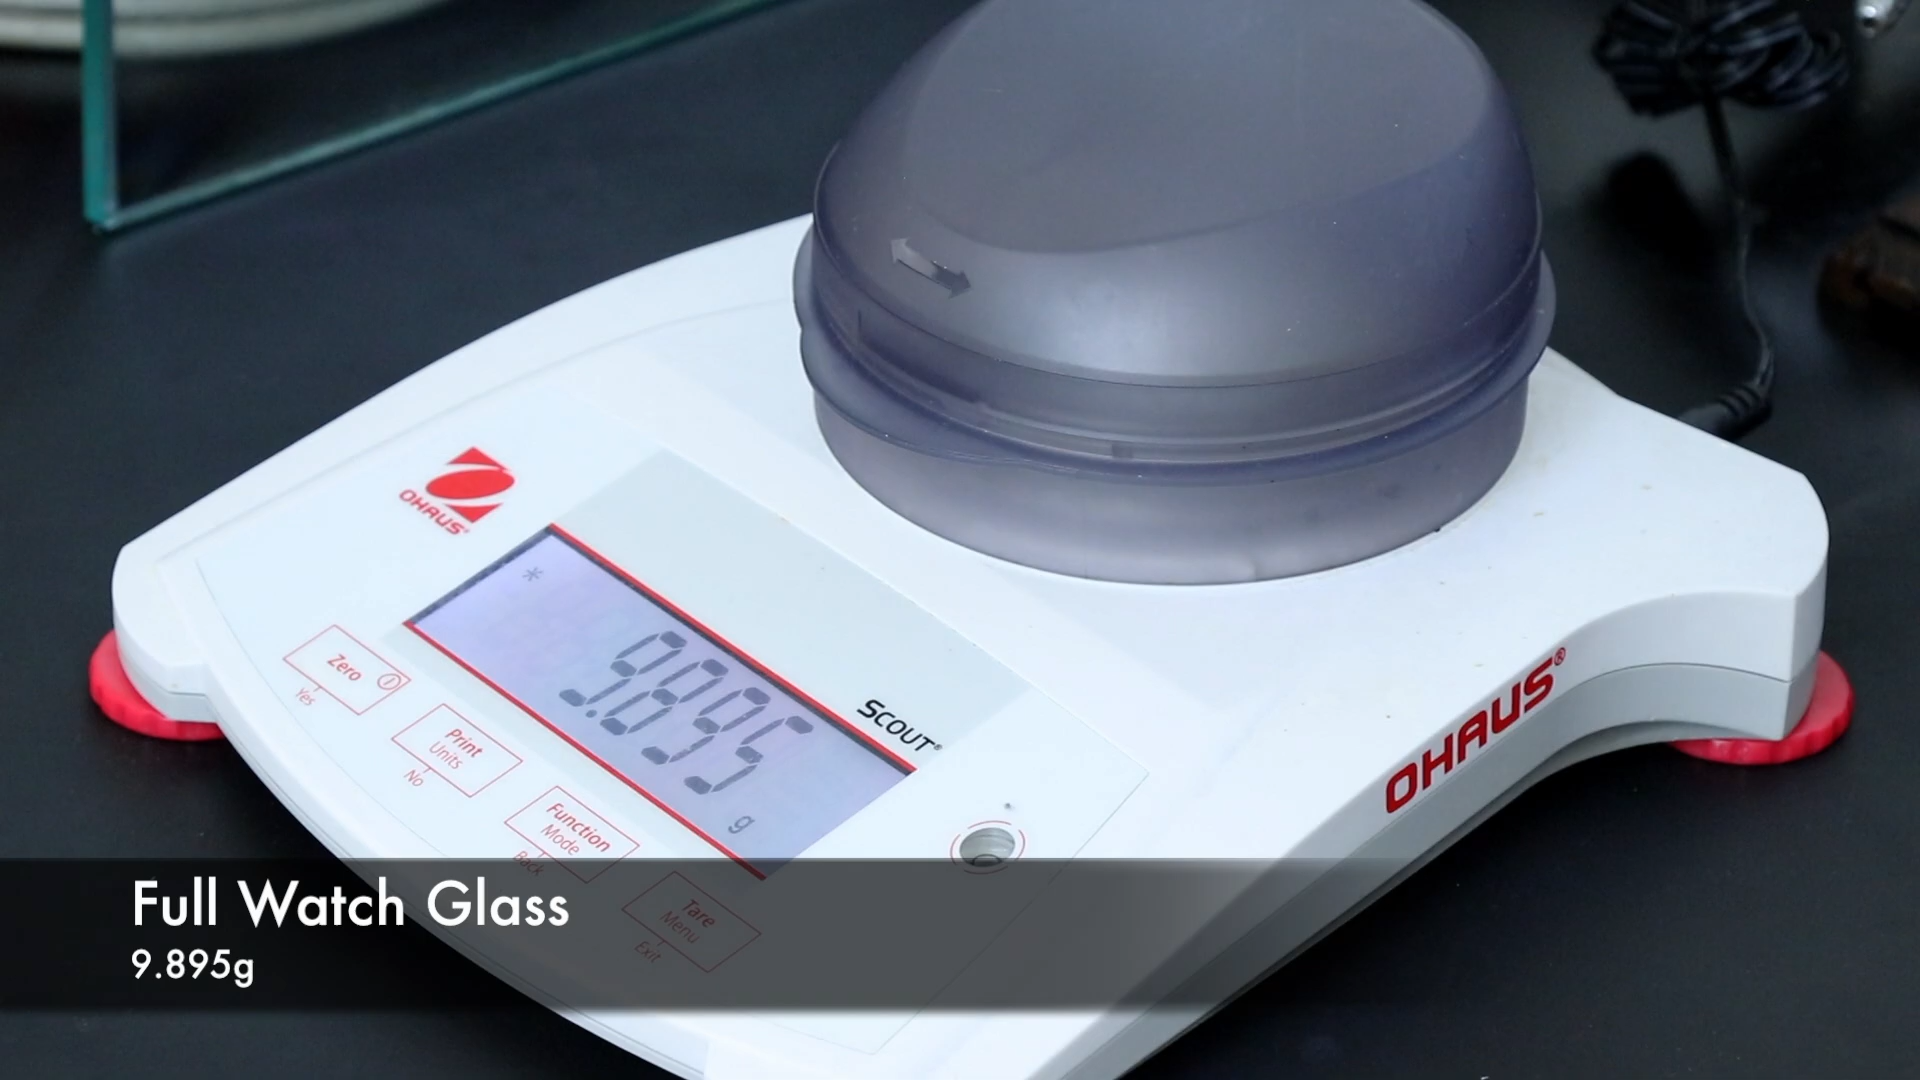 OHAUS®
*
9.895
g
SCOUT®
Zero
Yes
Print
Units
No
Function
Mode
Back
Tare
Menu
Exit
OHAUS®
Full Watch Glass
9.895g